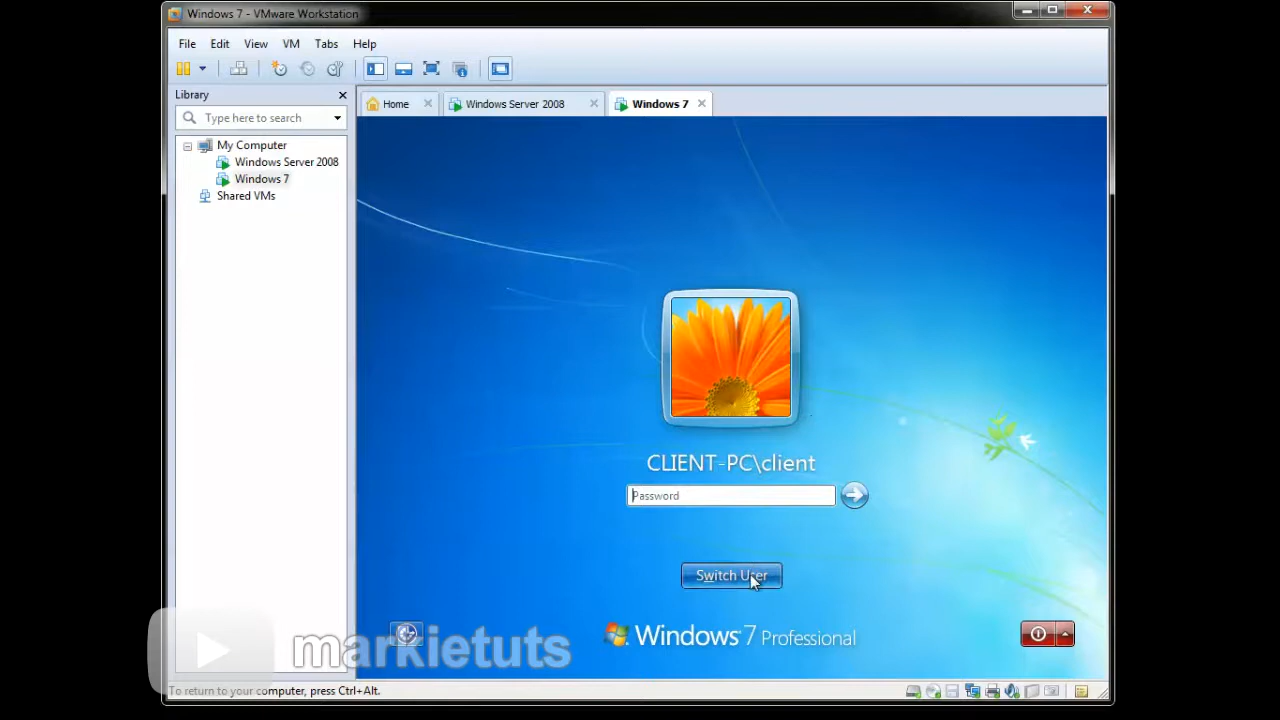 Windows 7 - VMware Workstation
File Edit View VM Tabs Help
Library
Home
Windows Server 2008
Windows 7
Type here to search
My Computer
Windows Server 2008
Windows 7
Shared VMs
CLIENT-PC\client
Password
Switch User
markietuts
Windows 7 Professional
To return to your computer, press Ctrl+Alt.